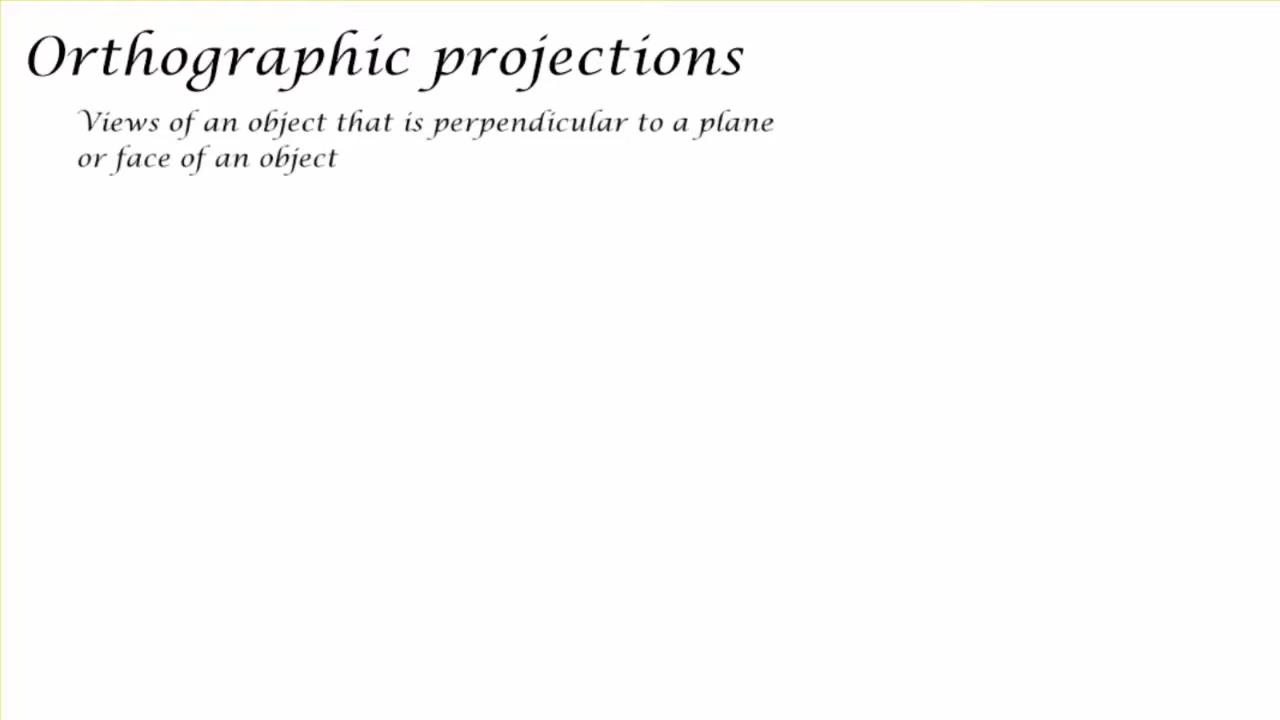 Orthographic projections
Views of an object that is perpendicular to a plane
or face of an object